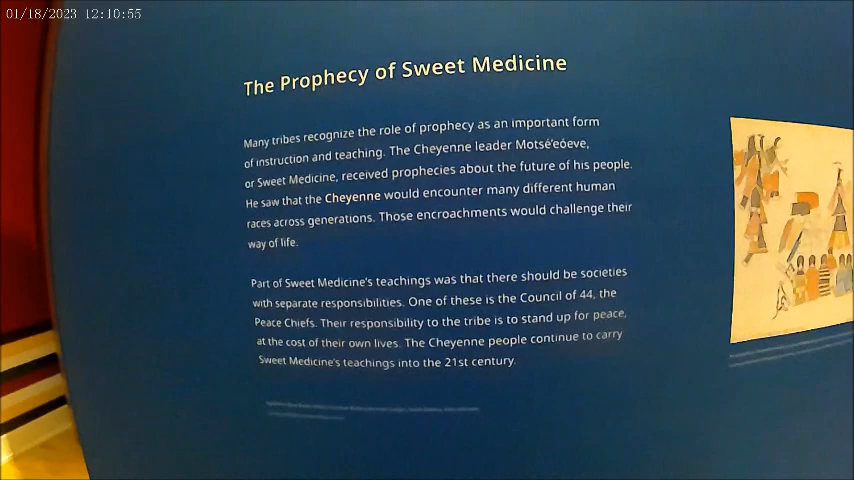 01/18/2023 12:10:55
The Prophecy of Sweet Medicine
Many tribes recognize the role of prophecy as an important form
of instruction and teaching. The Cheyenne leader Motsé'eóeve,
or Sweet Medicine, received prophecies about the future of his people.
He saw that the Cheyenne would encounter many different human
races across generations. Those encroachments would challenge their
way of life.
Part of Sweet Medicine's teachings was that there should be societies
with separate responsibilities. One of these is the Council of 44, the
Peace Chiefs. Their responsibility to the tribe is to stand up for peace,
at the cost of their own lives. The Cheyenne people continue to carry
Sweet Medicine's teachings into the 21st century.